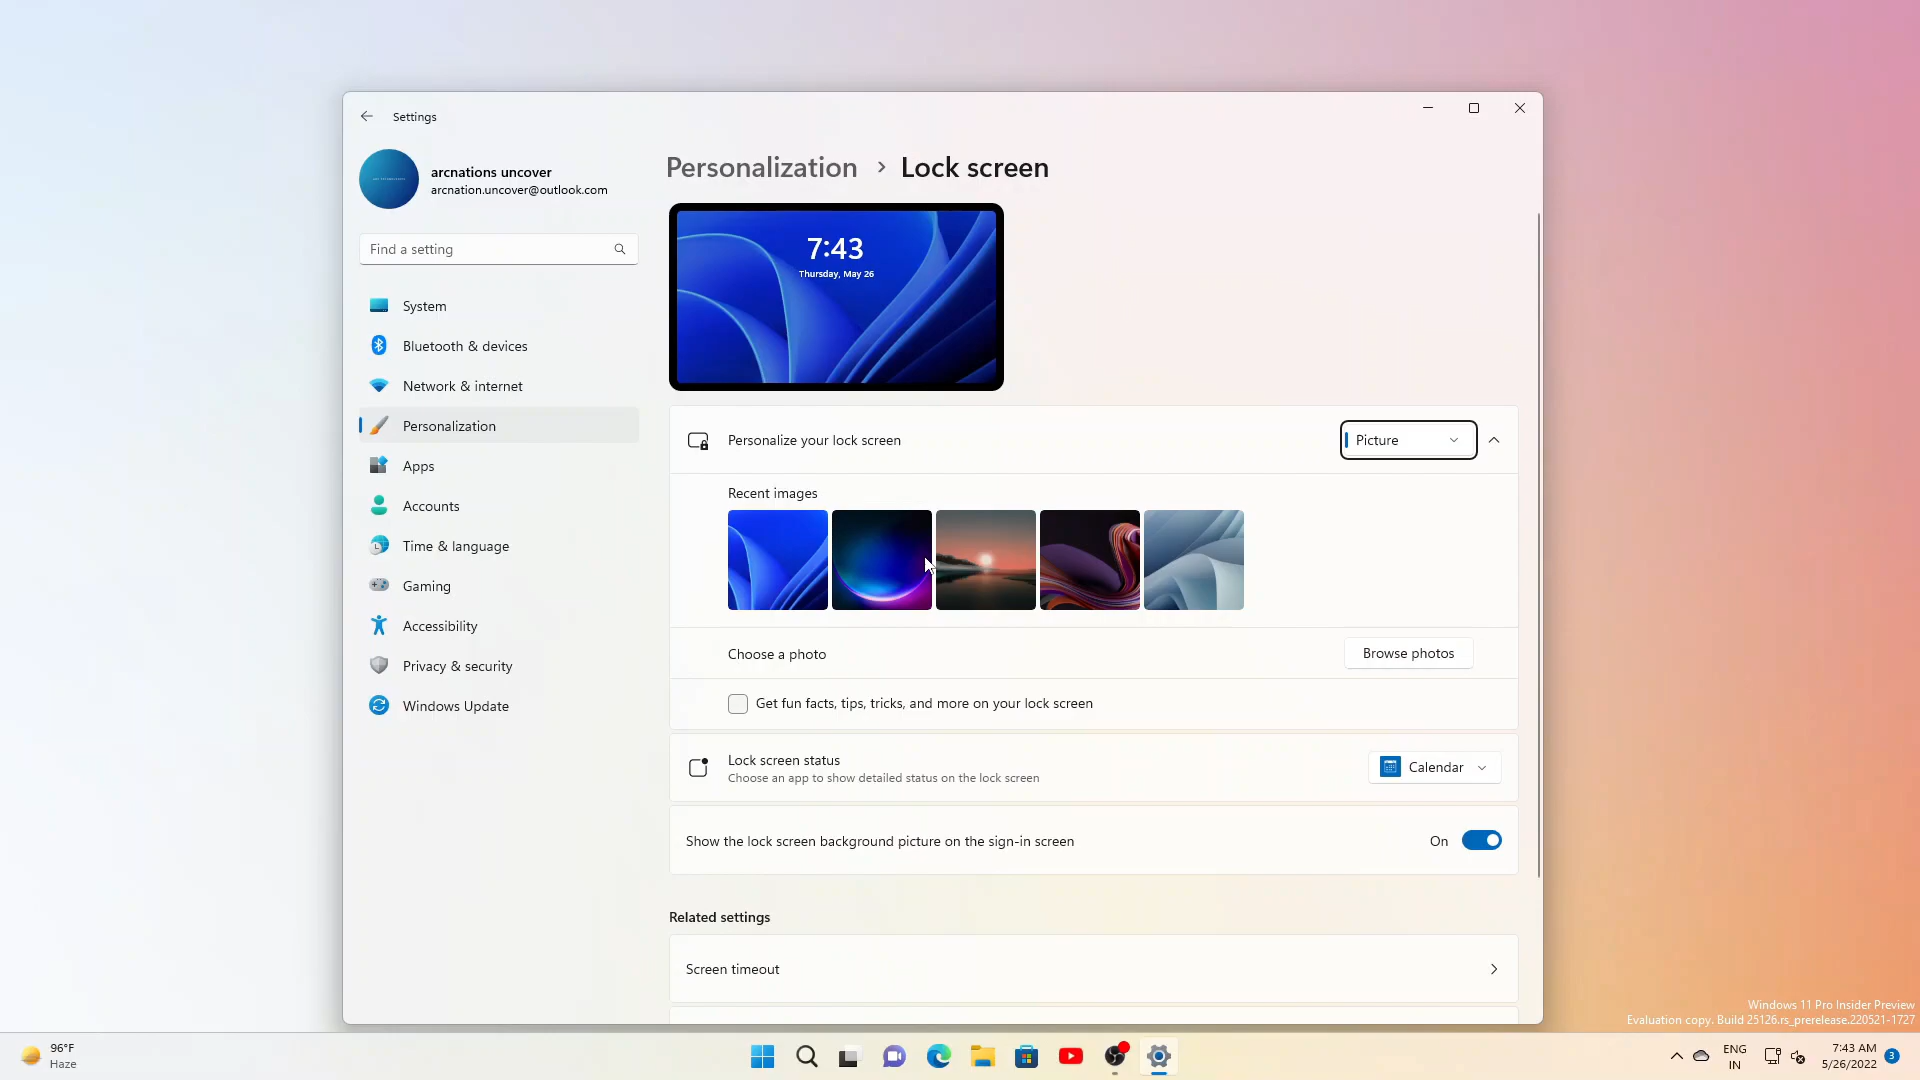 Settings
arcnations uncover
arcnation.uncover@outlook.com
Find a setting
System
Bluetooth & devices
Network & internet
Personalization
Apps
Accounts
Time & language
Gaming
Accessibility
Privacy & security
Windows Update
Personalization › Lock screen
7:43
Thursday, May 26
Personalize your lock screen
Picture
Recent images
Choose a photo
Browse photos
Get fun facts, tips, tricks, and more on your lock screen
Lock screen status
Choose an app to show detailed status on the lock screen
Calendar
Show the lock screen background picture on the sign-in screen
On
Related settings
Screen timeout
Windows 11 Pro Insider Preview
Evaluation copy. Build 25126.rs_prerelease.220521-1727
96°F
Haze
ENG
IN
7:43 AM
5/26/2022
3